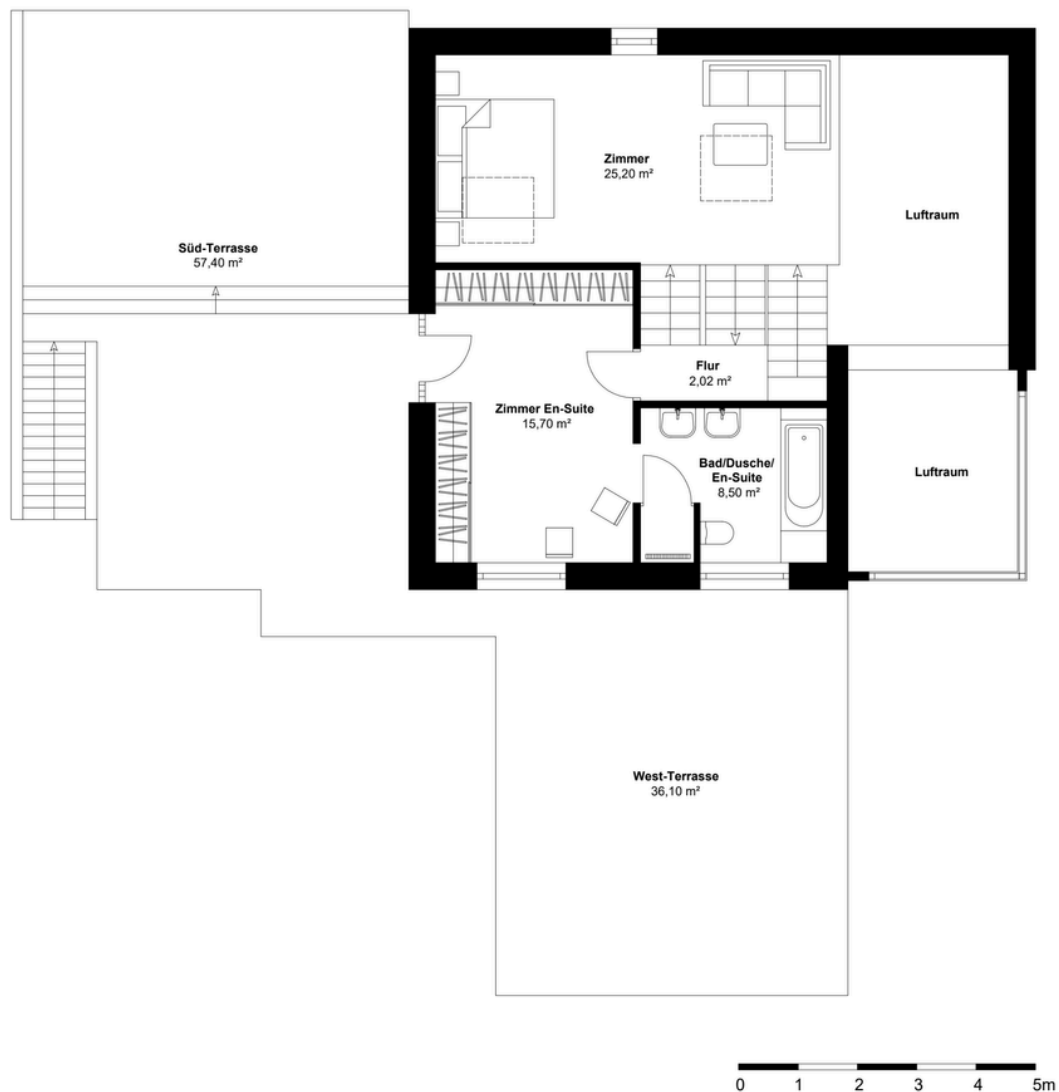 Zimmer
25,20 m²
Luftraum
Süd-Terrasse
57,40 m²
Flur
2,02 m²
Zimmer En-Suite
15,70 m²
Bad/Dusche/
En-Suite
8,50 m²
Luftraum
West-Terrasse
36,10 m²
0 1 2 3 4 5m